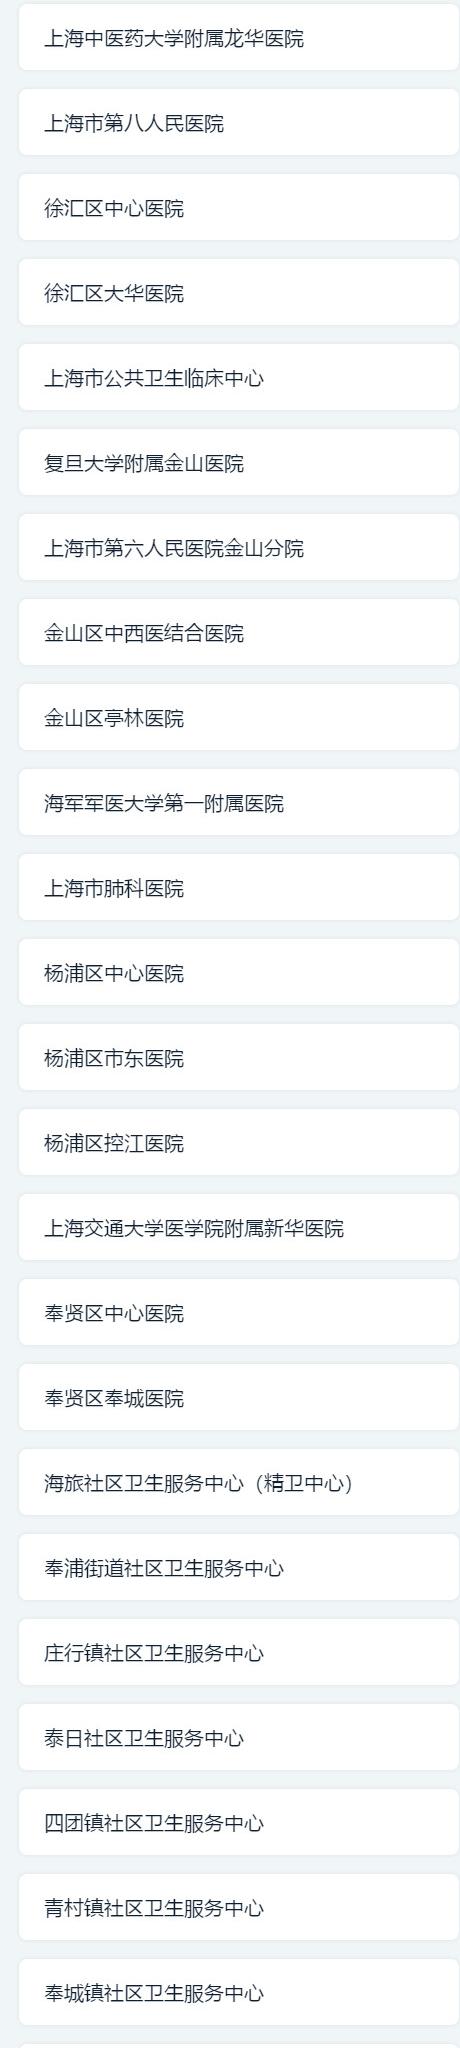 上海中医药大学附属龙华医院
上海市第八人民医院
徐汇区中心医院
徐汇区大华医院
上海市公共卫生临床中心
复旦大学附属金山医院
上海市第六人民医院金山分院
金山区中西医结合医院
金山区亭林医院
海军军医大学第一附属医院
上海市肺科医院
杨浦区中心医院
杨浦区市东医院
杨浦区控江医院
上海交通大学医学院附属新华医院
奉贤区中心医院
奉贤区奉城医院
海旅社区卫生服务中心（精卫中心）
奉浦街道社区卫生服务中心
庄行镇社区卫生服务中心
泰日社区卫生服务中心
四团镇社区卫生服务中心
青村镇社区卫生服务中心
奉城镇社区卫生服务中心